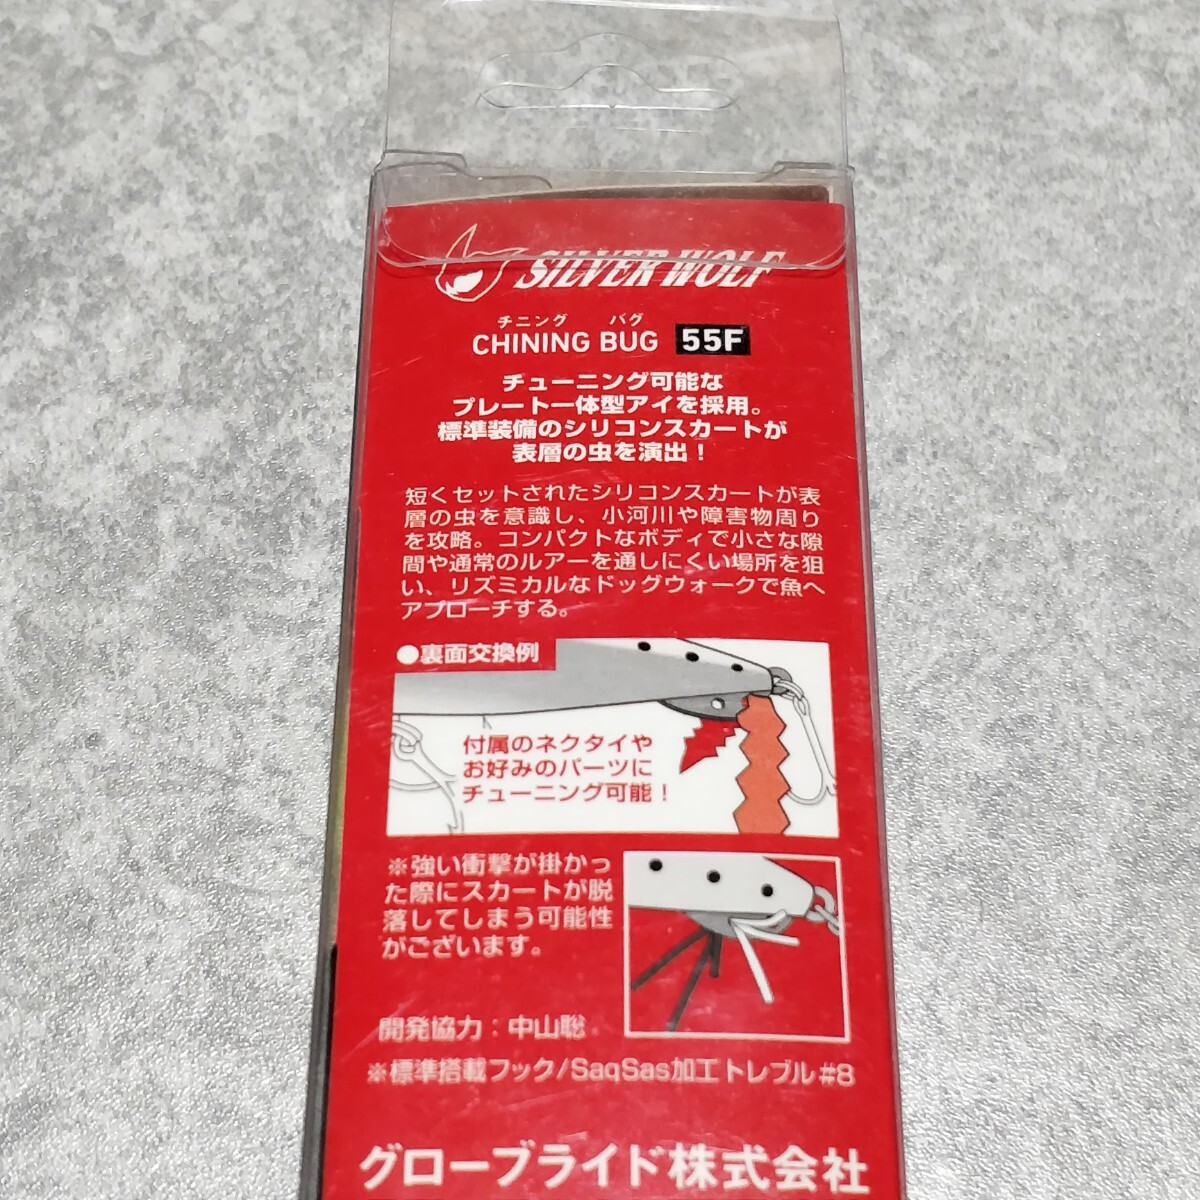 SILVER WOLF
チニング バグ
CHINING BUG 55F
チューニング可能な
プレート一体型アイを採用。
標準装備のシリコンスカートが
表層の虫を演出！
短くセットされたシリコンスカートが表
層の虫を意識し、小河川や障害物周り
を攻略。コンパクトなボディで小さな隙
間や通常のルアーを通しにくい場所を狙
い、リズミカルなドッグウォークで魚へ
アプローチする。
●裏面交換例
付属のネクタイや
お好みのパーツに
チューニング可能！
※強い衝撃が掛かっ
た際にスカートが脱
落してしまう可能性
がございます。
開発協力：中山聡
※標準搭載フック/SaqSas加工トレブル#8
グローブライド株式会社